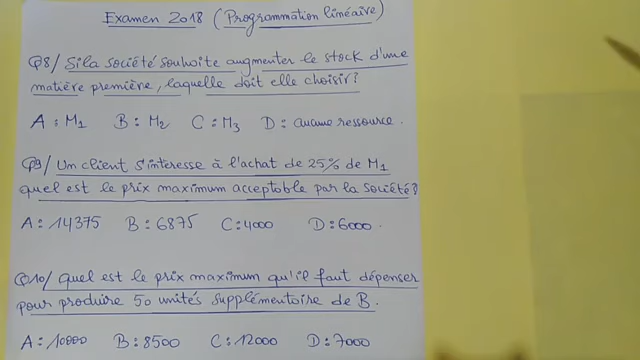 Examen 2018 (Programmation linéaire)
Q8/ Si la société souhaite augmenter le stock d'une
matière première, laquelle doit elle choisir?
A : M1 B : M2 C : M3 D : aucune ressource.
Q9/ Un client s'interesse à l'achat de 25% de M1
quel est le prix maximum acceptable par la société?
A : 14375 B : 6875 C : 4000 D : 6000.
Q10/ Quel est le prix maximum qu'il faut dépenser
pour produire 50 unités supplémentoire de B.
A : 10000 B : 8500 C : 12000 D : 7000